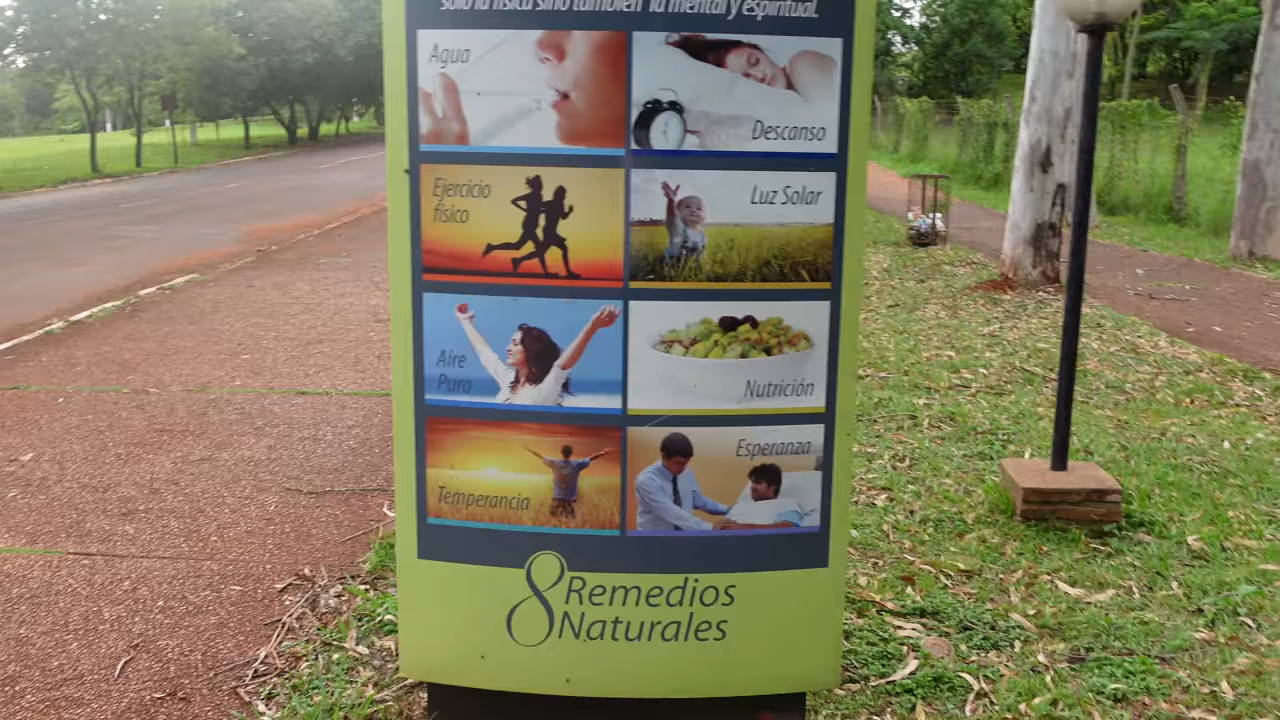 solo la física sino también la mental y espiritual.
Agua
Descanso
Ejercicio
físico
Luz Solar
Aire
Puro
Nutrición
Temperancia
Esperanza
8 Remedios
Naturales